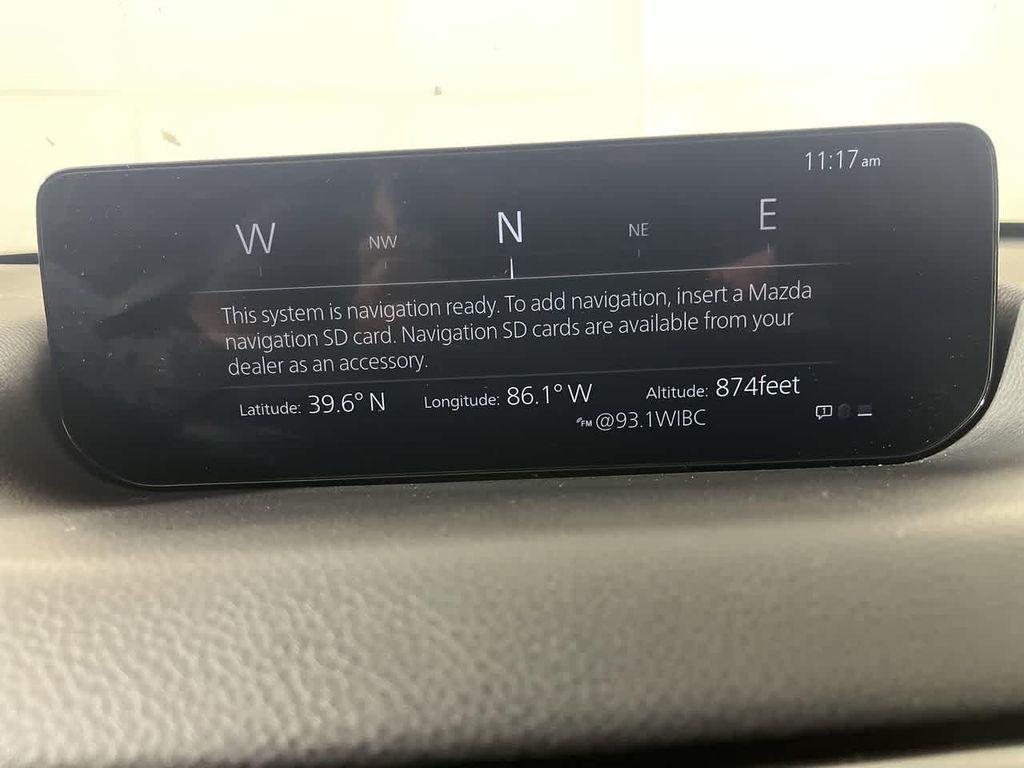 11:17am
W NW N NE E
This system is navigation ready. To add navigation, insert a Mazda
navigation SD card. Navigation SD cards are available from your
dealer as an accessory.
Latitude: 39.6° N Longitude: 86.1° W Altitude: 874feet
FM @93.1WIBC 1